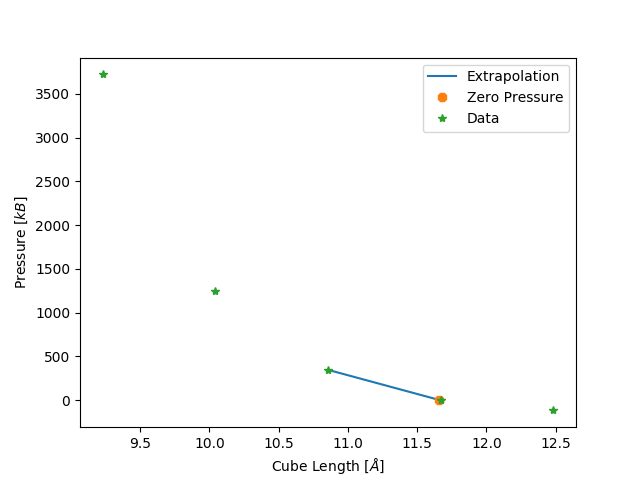 Extrapolation
Zero Pressure
Data
3500
3000
2500
2000
1500
1000
500
0
Pressure [kB]
9.5 10.0 10.5 11.0 11.5 12.0 12.5
Cube Length [Å]